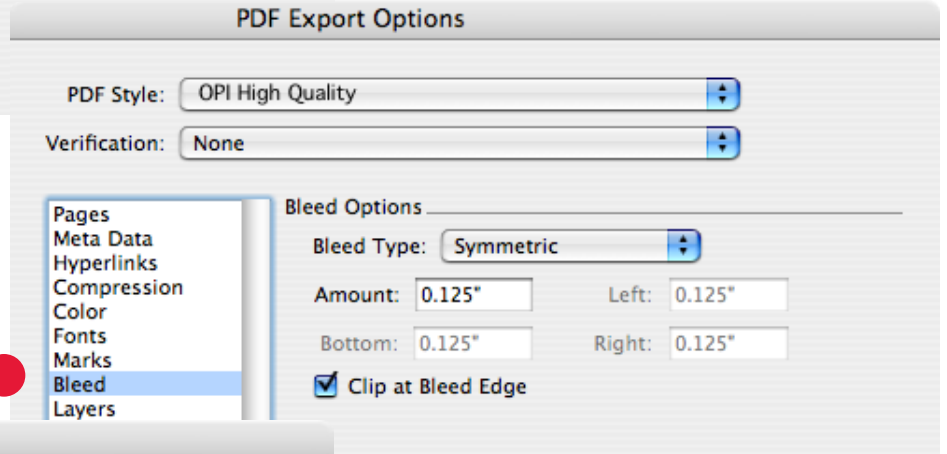 PDF Export Options
PDF Style: OPI High Quality
Verification: None
Pages
Meta Data
Hyperlinks
Compression
Color
Fonts
Marks
Bleed
Layers
Bleed Options
Bleed Type: Symmetric
Amount: 0.125" Left: 0.125"
Bottom: 0.125" Right: 0.125"
Clip at Bleed Edge